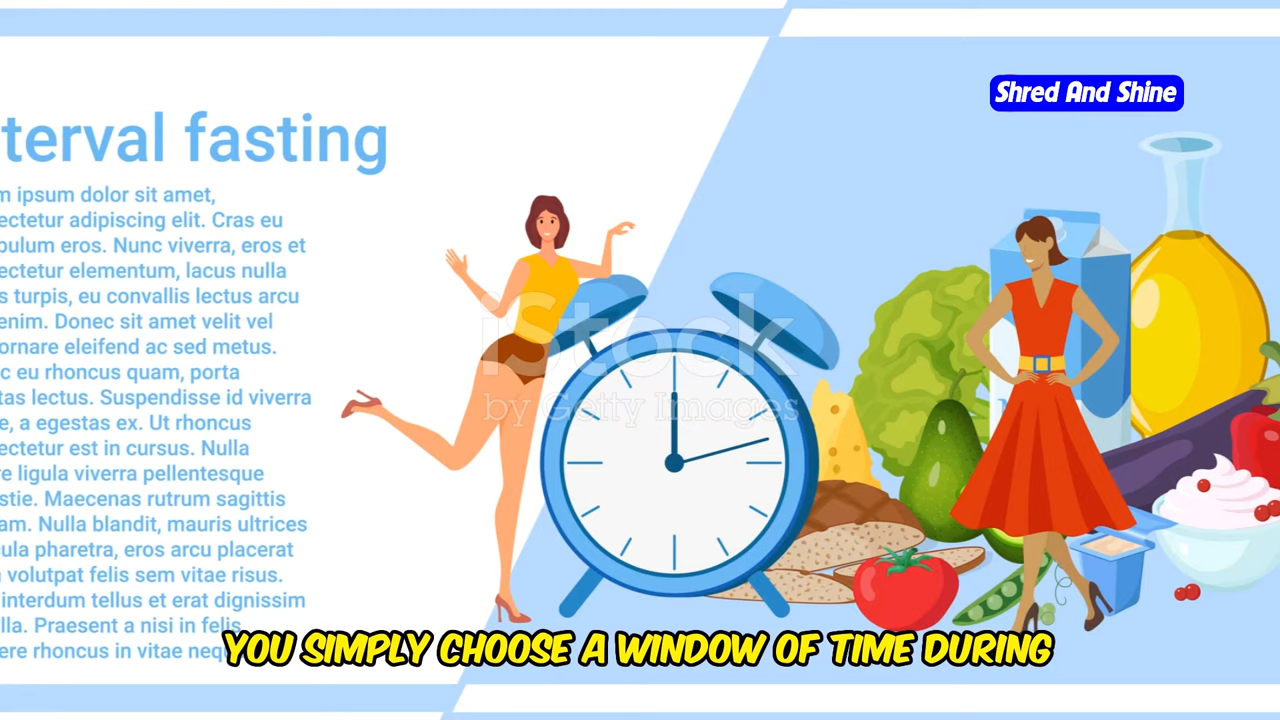 Shred And Shine
terval fasting
m ipsum dolor sit amet,
ectetur adipiscing elit. Cras eu
bulum eros. Nunc viverra, eros et
ectetur elementum, lacus nulla
s turpis, eu convallis lectus arcu
enim. Donec sit amet velit vel
ornare eleifend ac sed metus.
c eu rhoncus quam, porta
tas lectus. Suspendisse id viverra
e, a egestas ex. Ut rhoncus
ectetur est in cursus. Nulla
re ligula viverra pellentesque
stie. Maecenas rutrum sagittis
am. Nulla blandit, mauris ultrices
cula pharetra, eros arcu placerat
volutpat felis sem vitae risus.
interdum tellus et erat dignissim
lla. Praesent a nisi in felis
ere rhoncus in vitae neq
iStock
by Getty Images
YOU SIMPLY CHOOSE A WINDOW OF TIME DURING